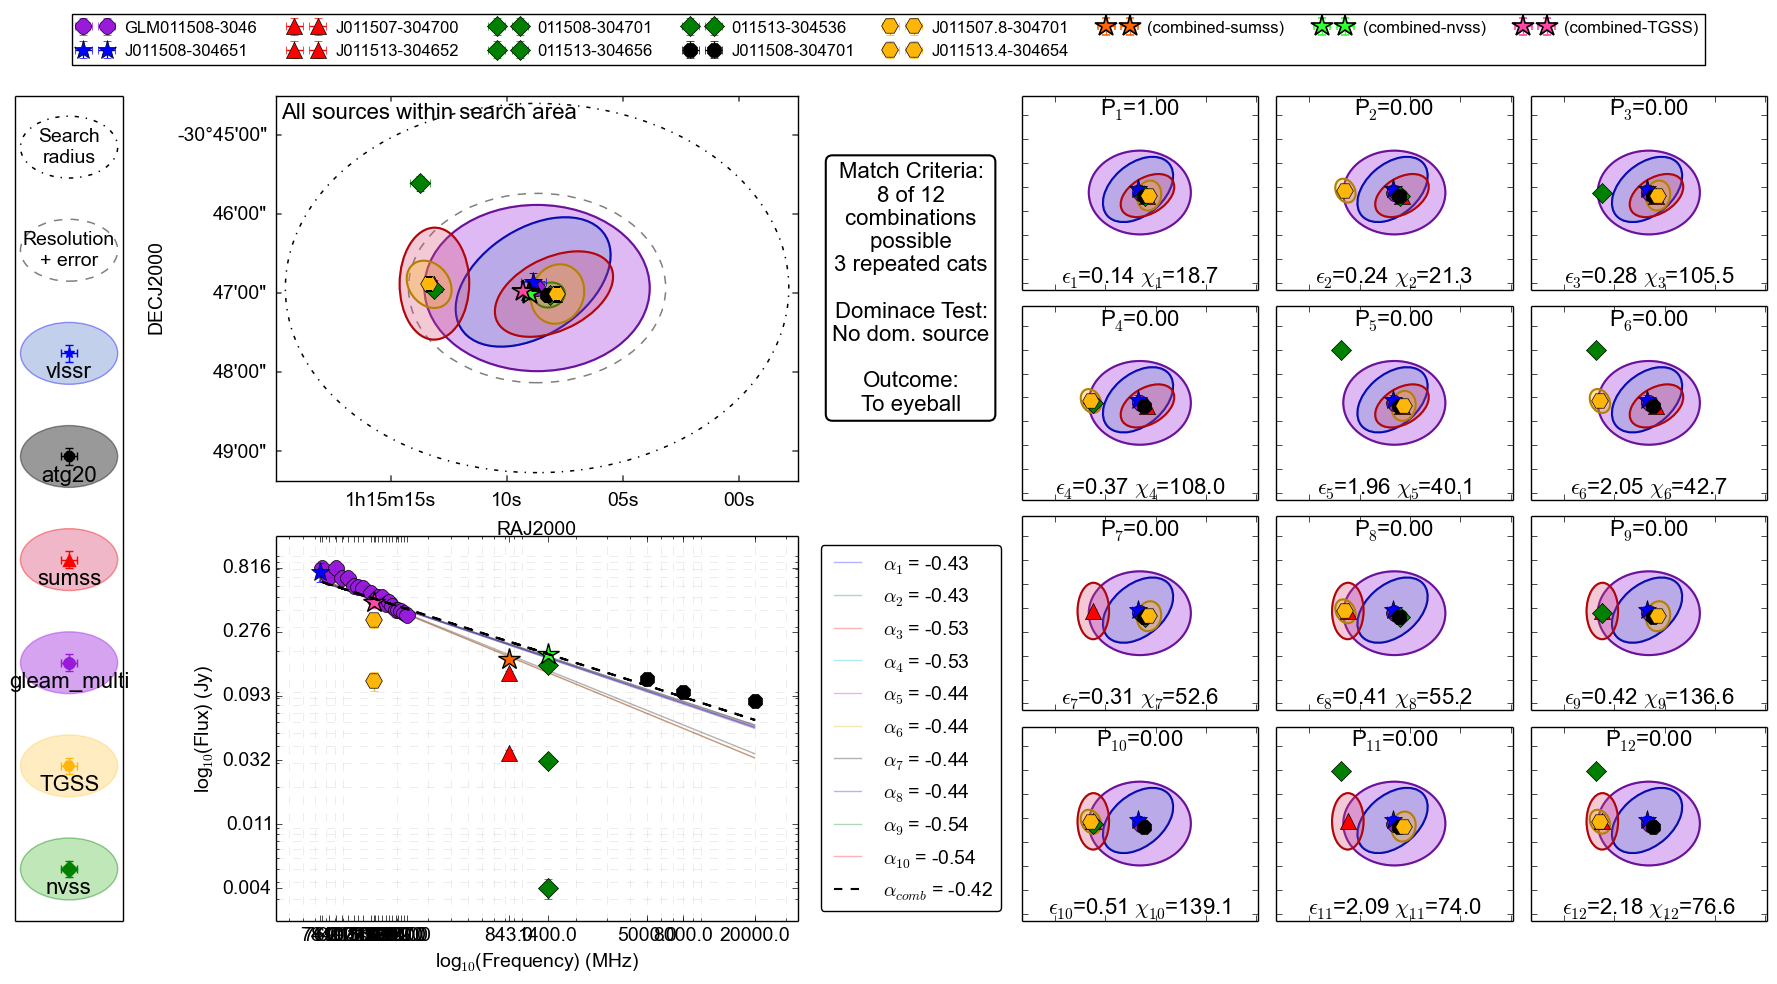 GLM011508-3046 J011507-304700 011508-304701 011513-304536 J011507.8-304701 (combined-sumss) (combined-nvss) (combined-TGSS)
J011508-304651 J011513-304652 011513-304656 J011508-304701 J011513.4-304654
Search
radius
Resolution
+ error
vlssr
atg20
sumss
gleam_multi
TGSS
nvss
All sources within search area
DECJ2000
-30°45'00"
46'00"
47'00"
48'00"
49'00"
1h15m15s 10s 05s 00s
RAJ2000
Match Criteria:
8 of 12
combinations
possible
3 repeated cats
Dominace Test:
No dom. source
Outcome:
To eyeball
log10(Flux) (Jy)
0.816
0.276
0.093
0.032
0.011
0.004
843.0 1400.0 5000.0 8000.0 20000.0
log10(Frequency) (MHz)
α1 = -0.43
α2 = -0.43
α3 = -0.53
α4 = -0.53
α5 = -0.44
α6 = -0.44
α7 = -0.44
α8 = -0.44
α9 = -0.54
α10 = -0.54
αcomb = -0.42
P1=1.00 P2=0.00 P3=0.00
ϵ1=0.14 χ1=18.7 ϵ2=0.24 χ2=21.3 ϵ3=0.28 χ3=105.5
P4=0.00 P5=0.00 P6=0.00
ϵ4=0.37 χ4=108.0 ϵ5=1.96 χ5=40.1 ϵ6=2.05 χ6=42.7
P7=0.00 P8=0.00 P9=0.00
ϵ7=0.31 χ7=52.6 ϵ8=0.41 χ8=55.2 ϵ9=0.42 χ9=136.6
P10=0.00 P11=0.00 P12=0.00
ϵ10=0.51 χ10=139.1 ϵ11=2.09 χ11=74.0 ϵ12=2.18 χ12=76.6